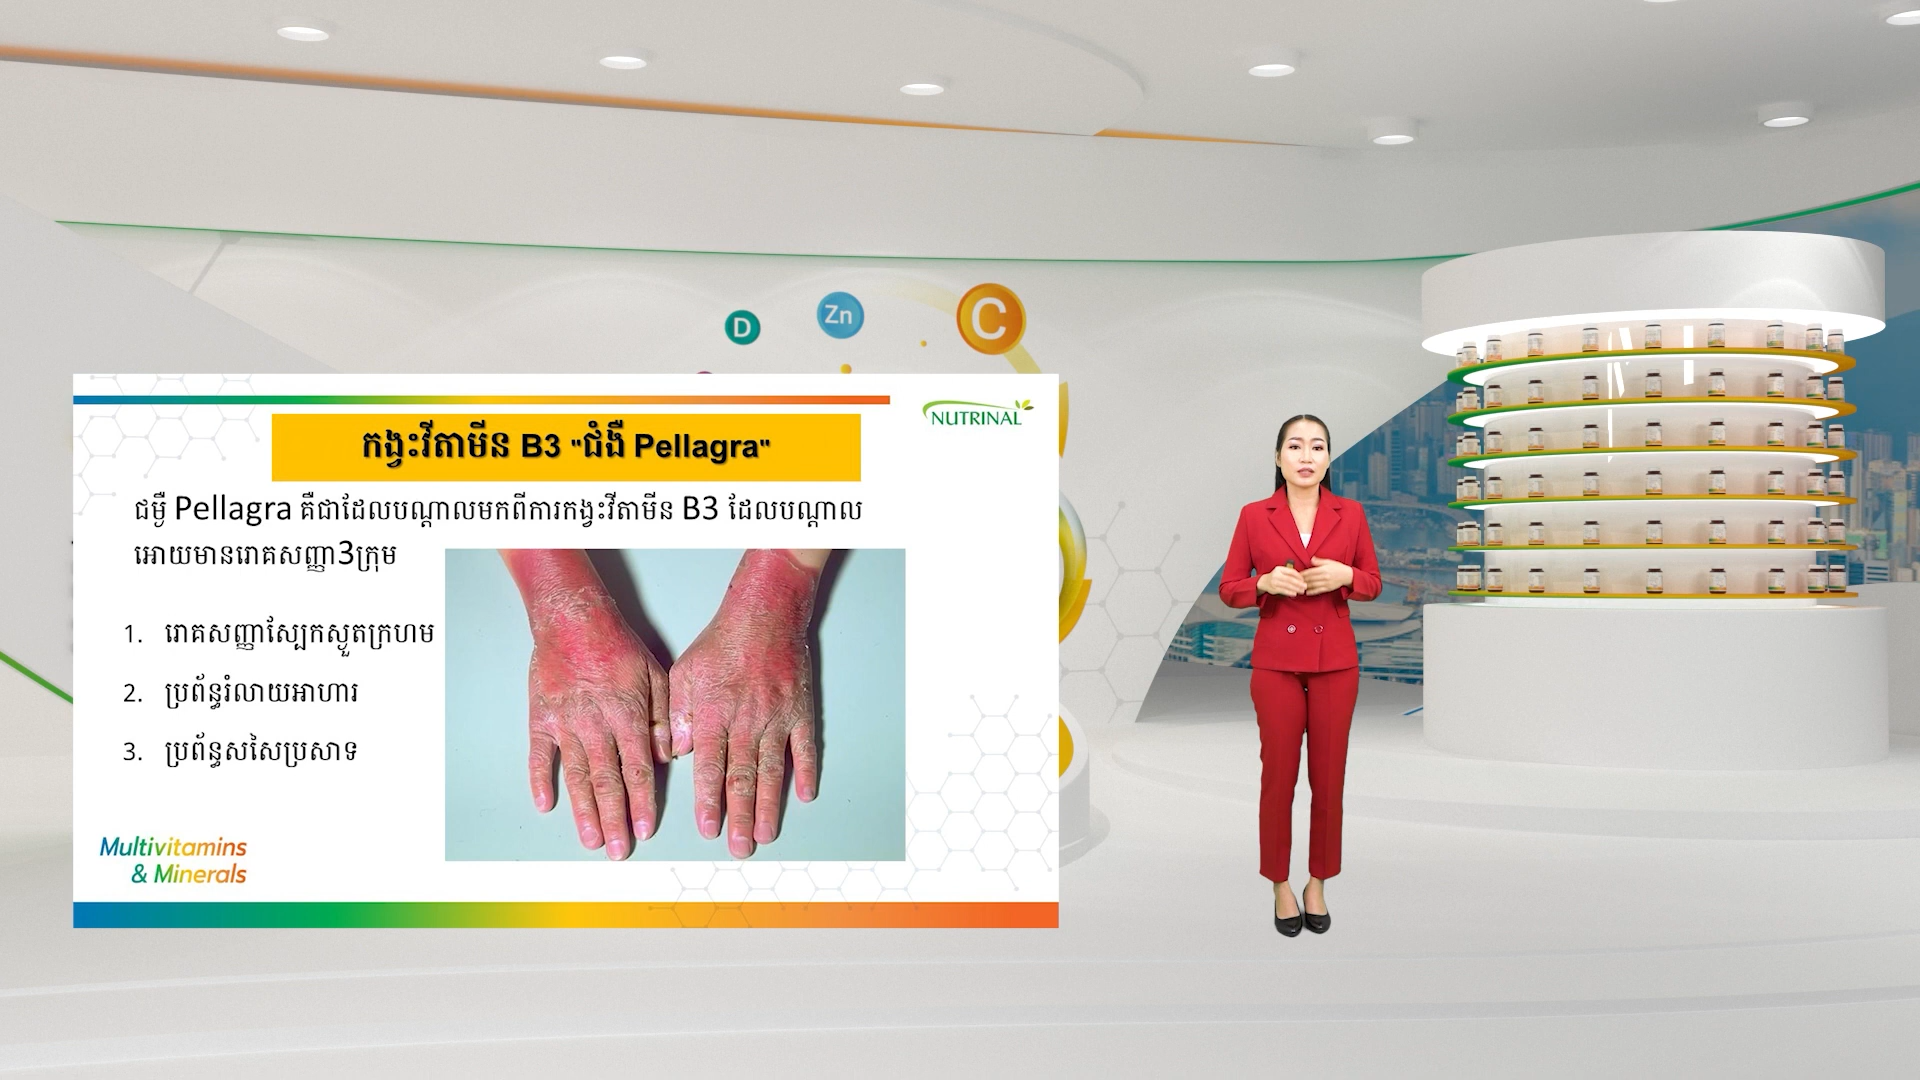 D
Zn
C
NUTRINAL
កង្វះវីតាមីន B3 "ជំងឺ Pellagra"
ជម្ងឺ Pellagra គឺជាដែលបណ្តាលមកពីការកង្វះវីតាមីន B3 ដែលបណ្តាល
អោយមានរោគសញ្ញា3ក្រុម
1. រោគសញ្ញាស្បែកស្ងួតក្រហម
2. ប្រព័ន្ធរំលាយអាហារ
3. ប្រព័ន្ធសសៃប្រសាទ
Multivitamins
& Minerals